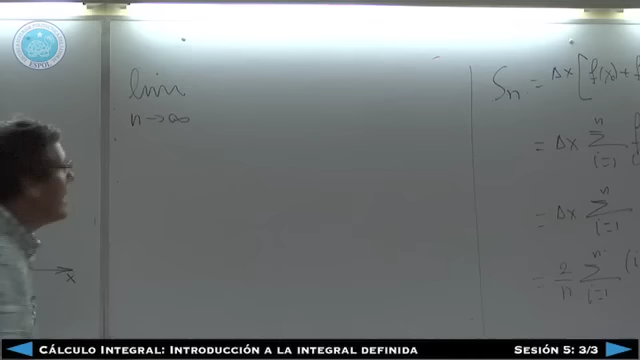 ESPOL
lim
n→∞
Sn = Δx [f(x) + f
= Δx Σ i=1 n f
= Δx Σ i=1 n
= 2/n Σ i=1 n (i
x
Cálculo Integral: Introducción a la integral definida
Sesión 5: 3/3